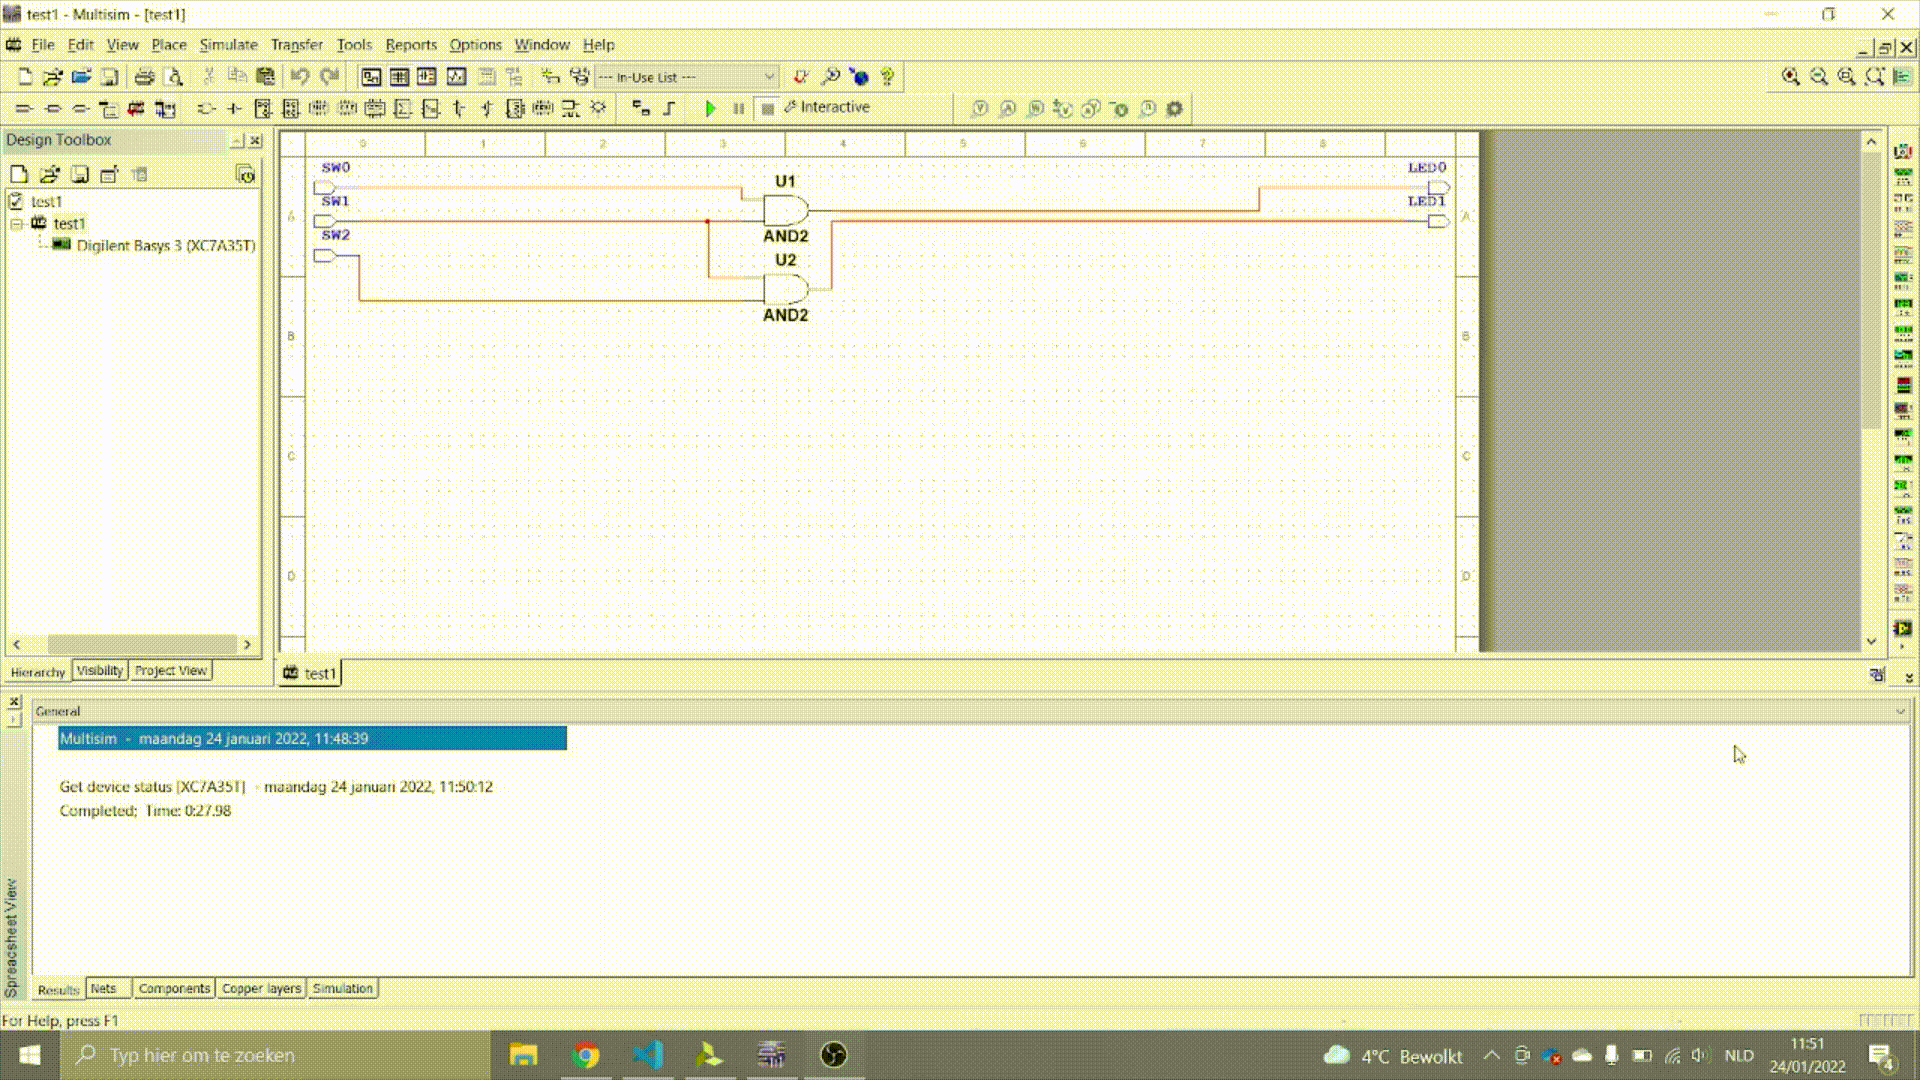 test1 - Multisim - [test1]
File Edit View Place Simulate Transfer Tools Reports Options Window Help
--- In-Use List ---
Interactive
Design Toolbox
test1
test1
Digilent Basys 3 (XC7A35T)
Hierarchy Visibility Project View
0 1 2 3 4 5 6 7 8
A
B
C
D
SW0
SW1
SW2
U1
AND2
U2
AND2
LED0
LED1
A
B
C
D
test1
General
Multisim - maandag 24 januari 2022, 11:48:39
Get device status [XC7A35T] - maandag 24 januari 2022, 11:50:12
Completed; Time: 0:27.98
Spreadsheet View
Results Nets Components Copper layers Simulation
For Help, press F1
Typ hier om te zoeken
4°C Bewolkt
NLD
11:51
24/01/2022
4